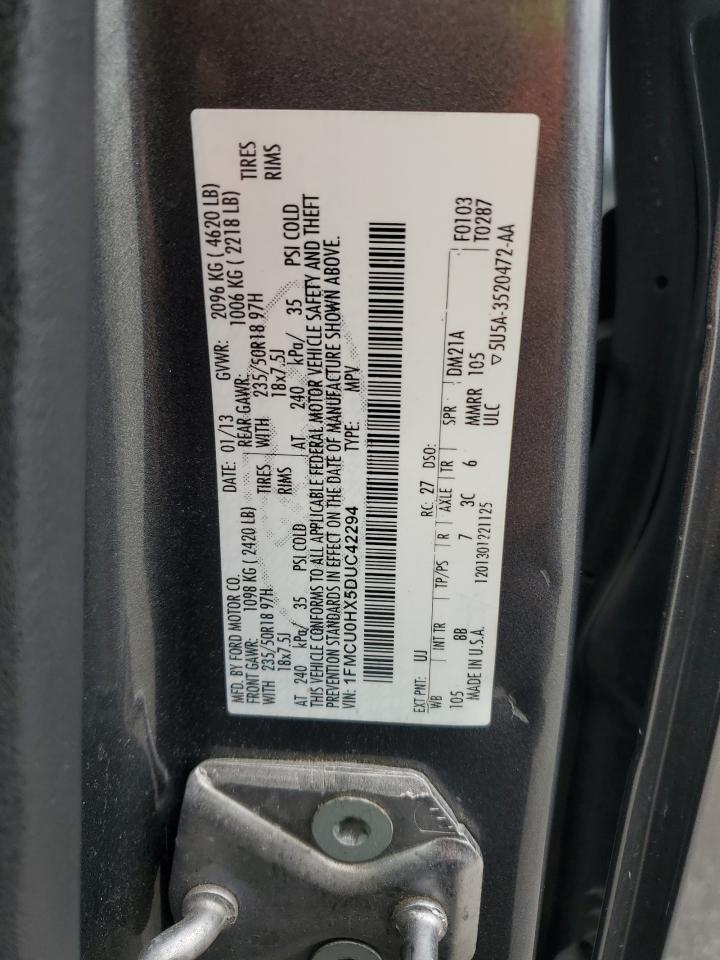 MFD. BY FORD MOTOR CO. DATE: 01/13 GVWR: 2096 KG ( 4620 LB)
FRONT GAWR: 1098 KG ( 2420 LB) REAR GAWR: 1006 KG ( 2218 LB)
WITH 235/50R18 97H TIRES WITH 235/50R18 97H TIRES
18x7.5J RIMS 18x7.5J RIMS
AT 240 kPa/ 35 PSI COLD AT 240 kPa/ 35 PSI COLD
THIS VEHICLE CONFORMS TO ALL APPLICABLE FEDERAL MOTOR VEHICLE SAFETY AND THEFT
PREVENTION STANDARDS IN EFFECT ON THE DATE OF MANUFACTURE SHOWN ABOVE.
VIN: 1FMCU0HX5DUC42294 TYPE: MPV
EXT PNT: UJ RC: 27 DSO: F0103
WB INT TR TP/PS R AXLE TR SPR DM21A T0287
105 8B 7 3C 6 MMRR 105
MADE IN U.S.A. 1201301221125 ULC ▽5U5A-3520472-AA